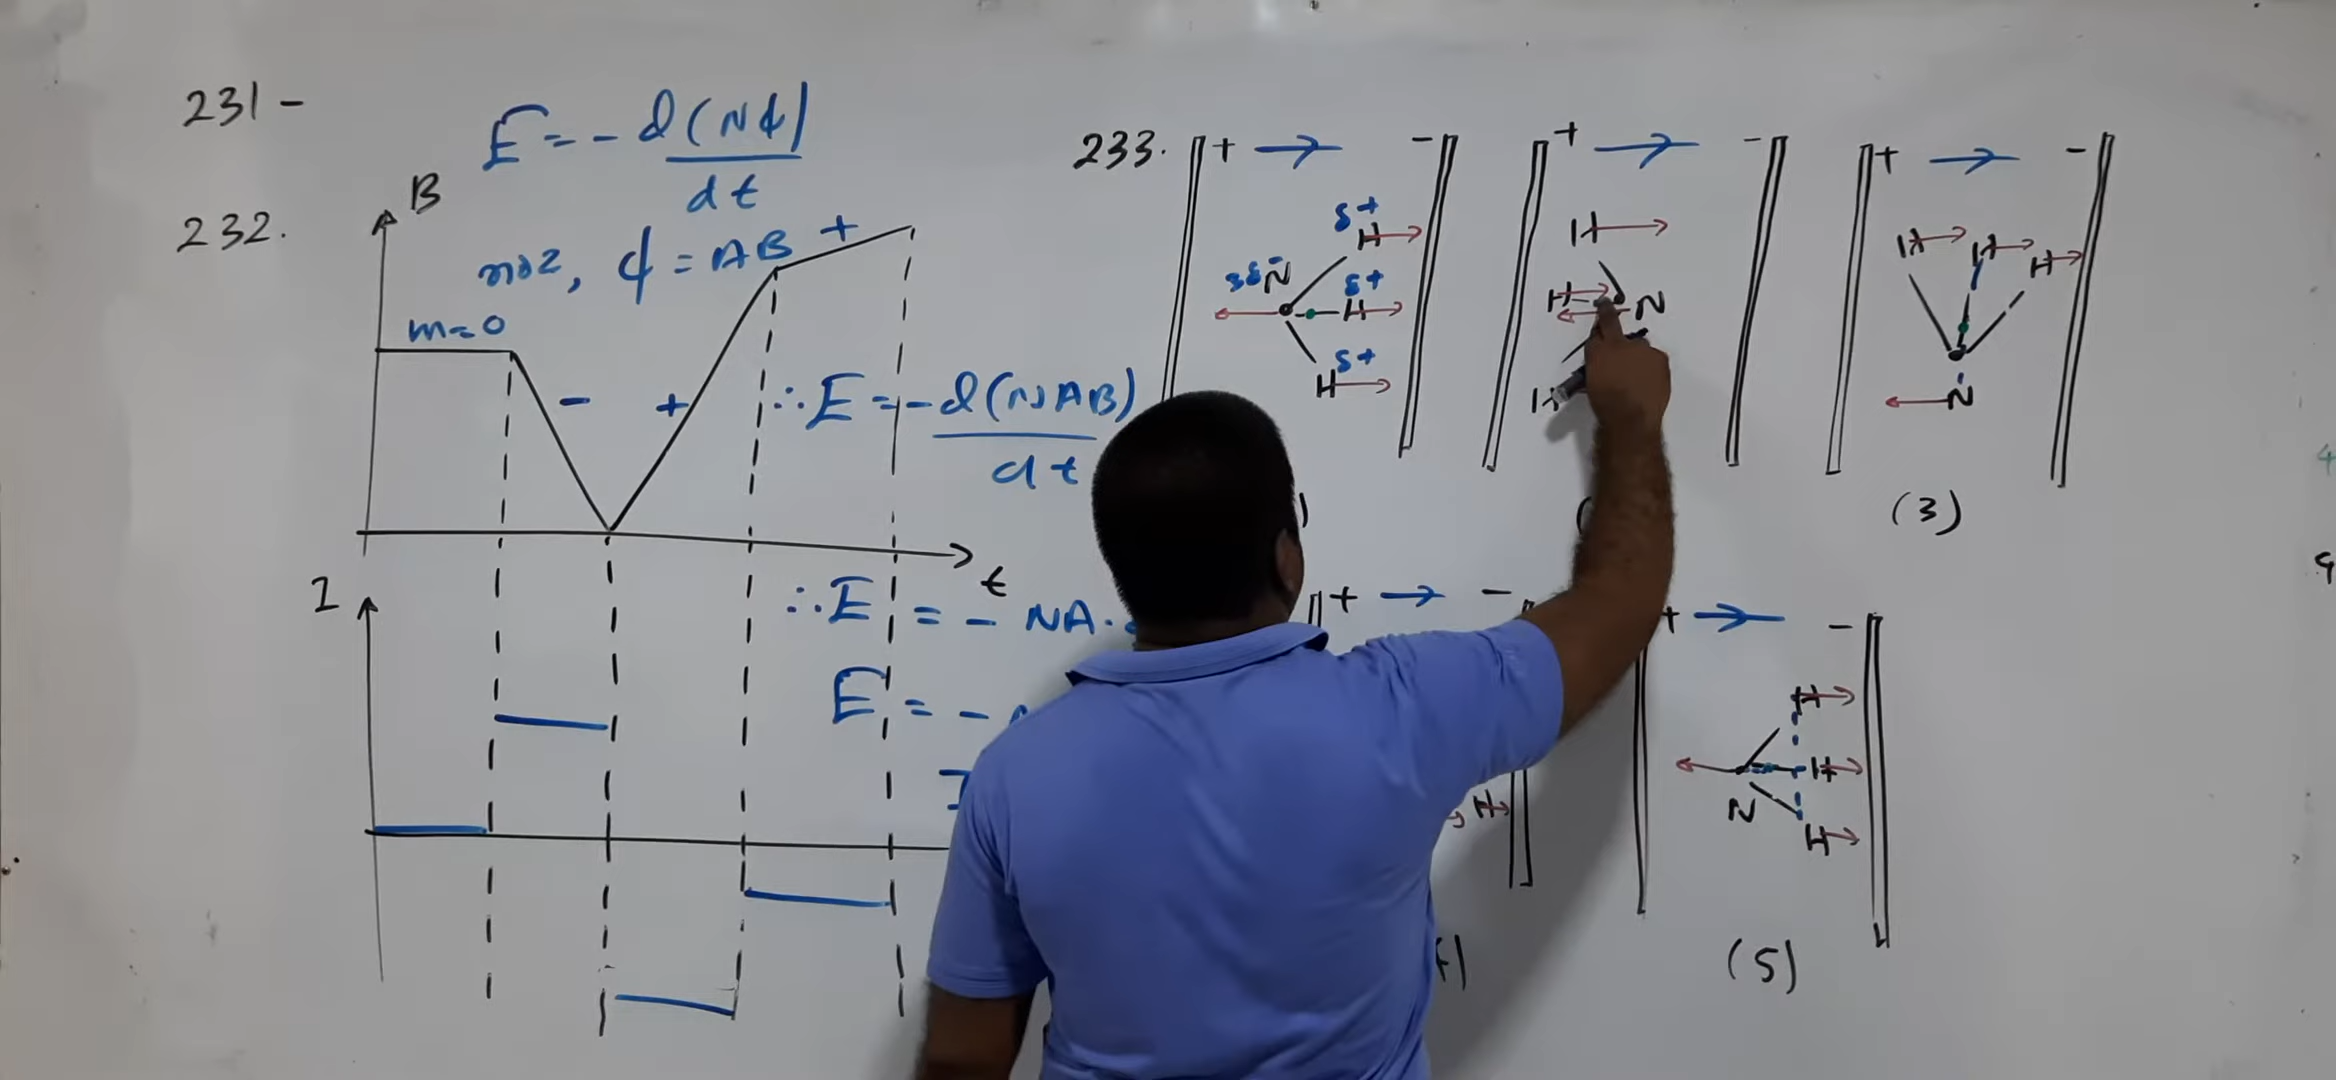 231 -
E = - d(Nϕ)
dt
232.
B
m=0
ϕ = AB
+
-
+
∴ E = - d(NAB)
dt
t
I
∴ E = - NA.
E = -
233.
+ → -
δ+
H
3δ- N
δ+
H
δ+
H
+ → -
H
H
N
+ → -
H H H
N
(3)
+ → -
H
+ → -
H
H
N
H
(5)